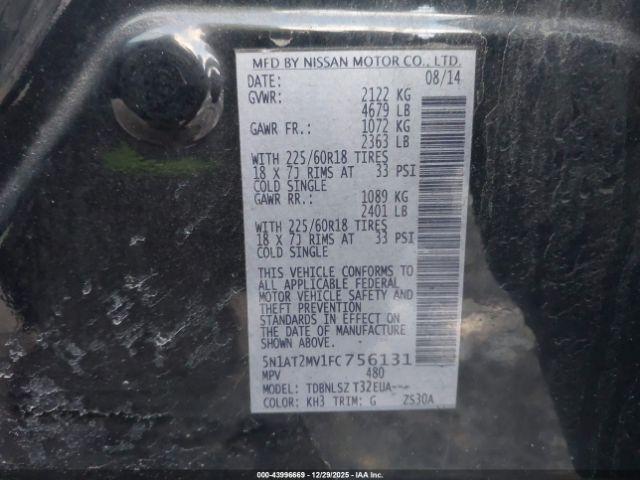 MFD BY NISSAN MOTOR CO., LTD.
DATE: 08/14
GVWR: 2122 KG
4679 LB
GAWR FR.: 1072 KG
2363 LB
WITH 225/60R18 TIRES
18 X 7J RIMS AT 33 PSI
COLD SINGLE
GAWR RR.: 1089 KG
2401 LB
WITH 225/60R18 TIRES
18 X 7J RIMS AT 33 PSI
COLD SINGLE
THIS VEHICLE CONFORMS TO
ALL APPLICABLE FEDERAL
MOTOR VEHICLE SAFETY AND
THEFT PREVENTION
STANDARDS IN EFFECT ON
THE DATE OF MANUFACTURE
SHOWN ABOVE.
5N1AT2MV1FC756131
MPV 480
MODEL: TDBNLSZ T32EUA---
COLOR: KH3 TRIM: G ZS30A
000-43996669 - 12/29/2025 - IAA